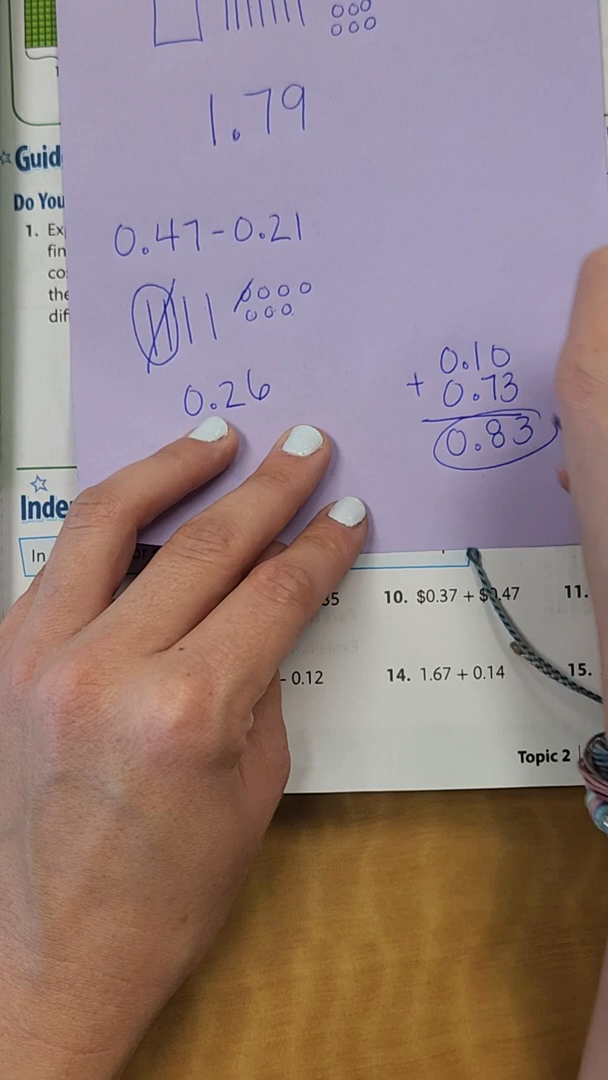 1.79
Guid
Do You
0.47-0.21
1. Ex
fin
co
the
dif
0.26
0.10
+ 0.73
0.83
Inde
In
35 10. $0.37 + $0.47 11.
- 0.12 14. 1.67 + 0.14 15.
Topic 2